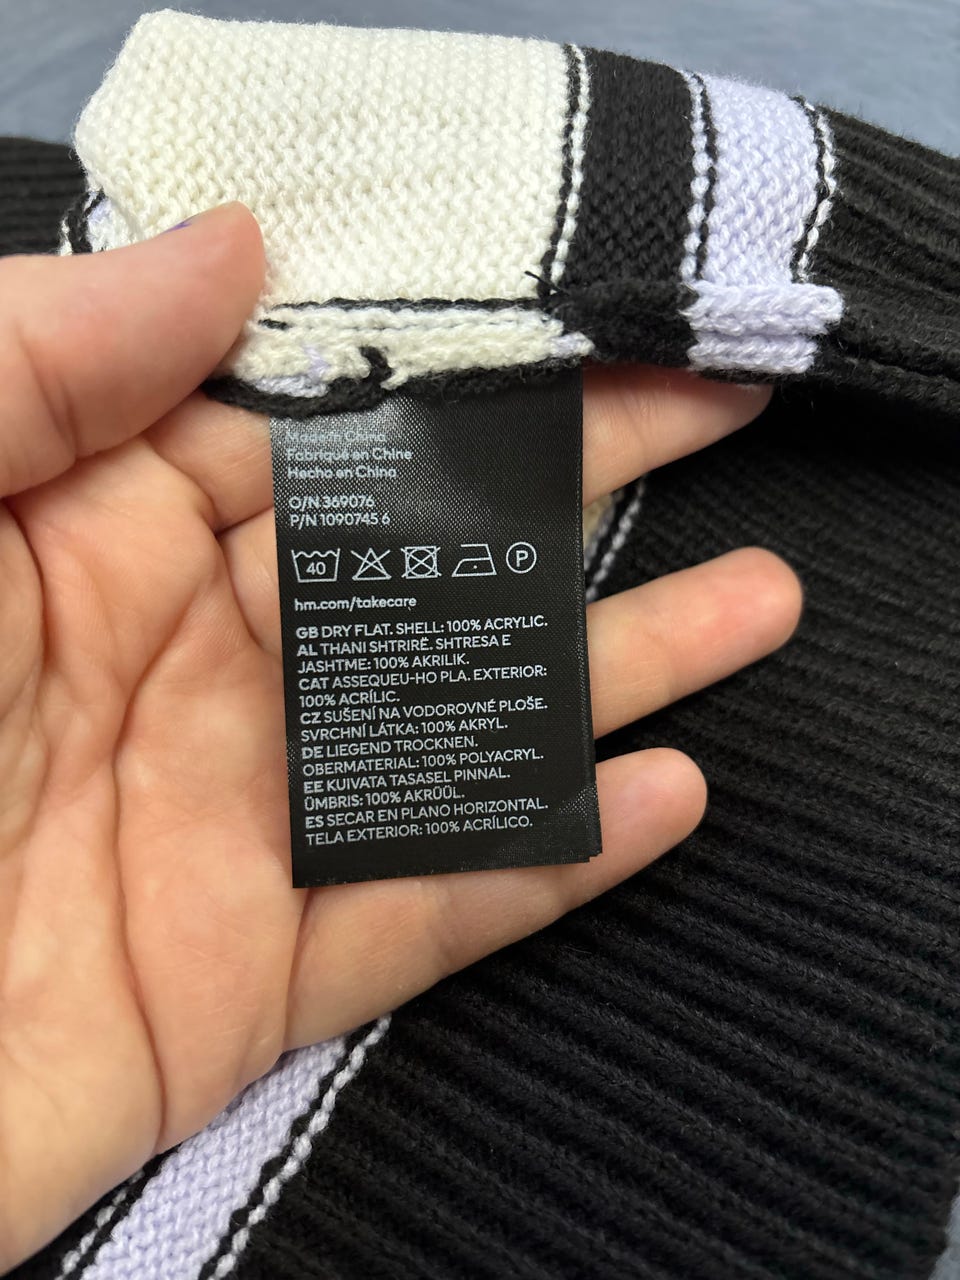 Made in China
Fabriqué en Chine
Hecho en China
O/N 369076
P/N 1090745 6
40 P
hm.com/takecare
GB DRY FLAT. SHELL: 100% ACRYLIC.
AL THANI SHTRIRË. SHTRESA E
JASHTME: 100% AKRILIK.
CAT ASSEQUEU-HO PLA. EXTERIOR:
100% ACRÍLIC.
CZ SUŠENÍ NA VODOROVNÉ PLOŠE.
SVRCHNÍ LÁTKA: 100% AKRYL.
DE LIEGEND TROCKNEN.
OBERMATERIAL: 100% POLYACRYL.
EE KUIVATA TASASEL PINNAL.
ÜMBRIS: 100% AKRÜÜL.
ES SECAR EN PLANO HORIZONTAL.
TELA EXTERIOR: 100% ACRÍLICO.